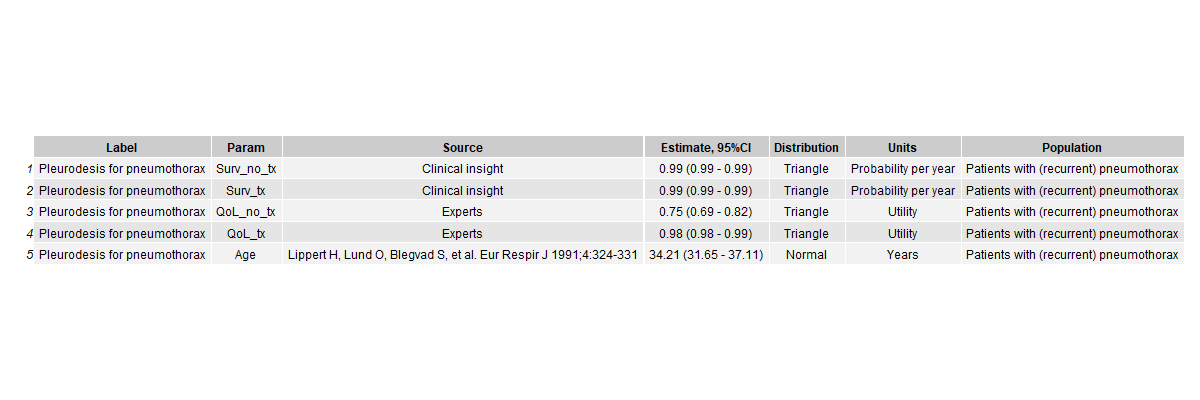 Label Param Source Estimate, 95%CI Distribution Units Population
1 Pleurodesis for pneumothorax Surv_no_tx Clinical insight 0.99 (0.99 - 0.99) Triangle Probability per year Patients with (recurrent) pneumothorax
2 Pleurodesis for pneumothorax Surv_tx Clinical insight 0.99 (0.99 - 0.99) Triangle Probability per year Patients with (recurrent) pneumothorax
3 Pleurodesis for pneumothorax QoL_no_tx Experts 0.75 (0.69 - 0.82) Triangle Utility Patients with (recurrent) pneumothorax
4 Pleurodesis for pneumothorax QoL_tx Experts 0.98 (0.98 - 0.99) Triangle Utility Patients with (recurrent) pneumothorax
5 Pleurodesis for pneumothorax Age Lippert H, Lund O, Blegvad S, et al. Eur Respir J 1991;4:324-331 34.21 (31.65 - 37.11) Normal Years Patients with (recurrent) pneumothorax